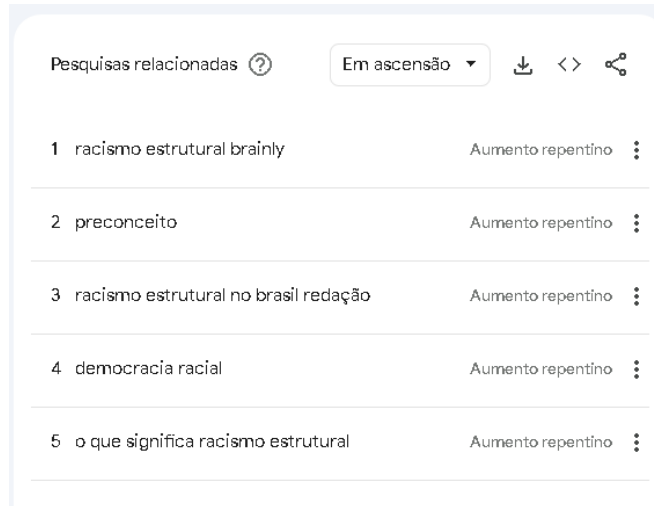 Pesquisas relacionadas
Em ascensão
1 racismo estrutural brainly Aumento repentino
2 preconceito Aumento repentino
3 racismo estrutural no brasil redação Aumento repentino
4 democracia racial Aumento repentino
5 o que significa racismo estrutural Aumento repentino